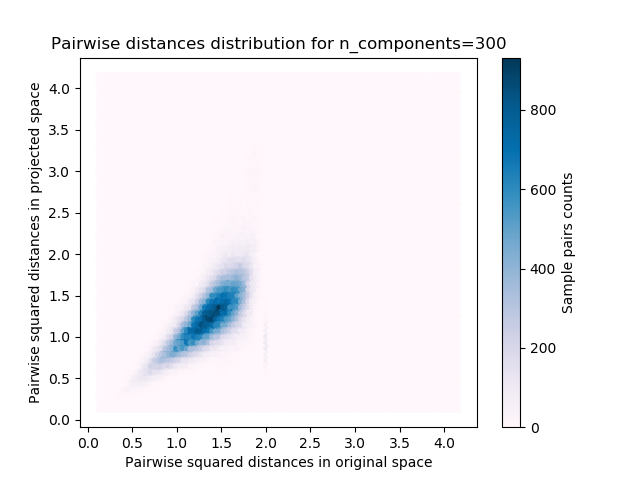 Pairwise distances distribution for n_components=300
Pairwise squared distances in projected space
4.0
3.5
3.0
2.5
2.0
1.5
1.0
0.5
0.0
0.0 0.5 1.0 1.5 2.0 2.5 3.0 3.5 4.0
Pairwise squared distances in original space
800
600
400
200
0
Sample pairs counts